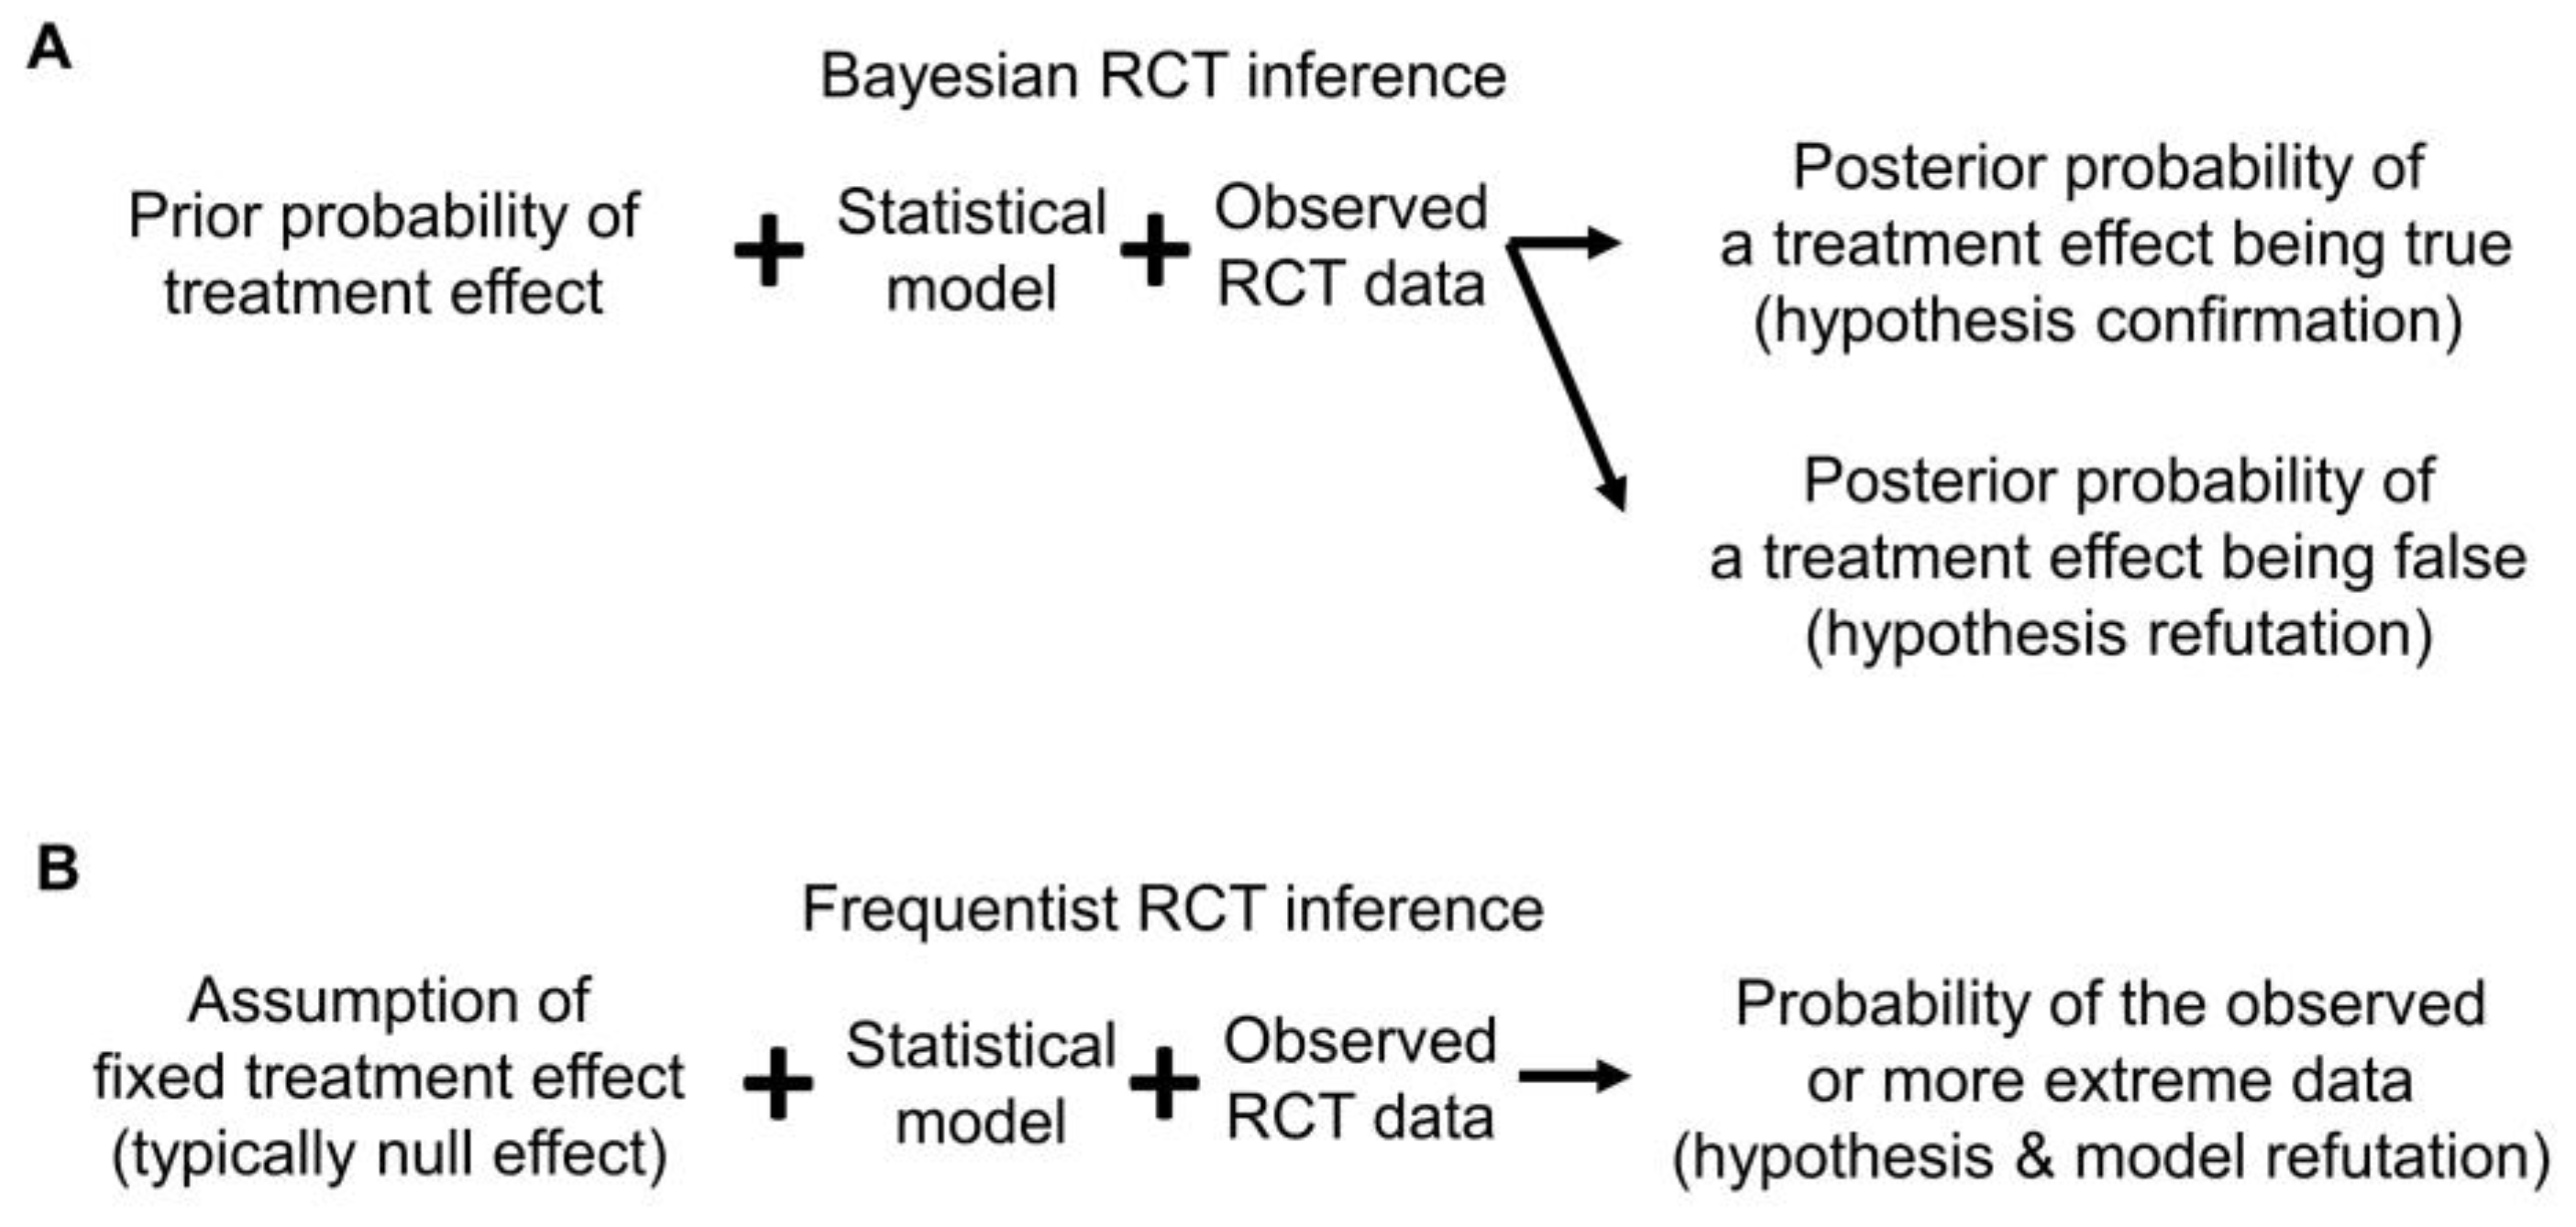 A
Bayesian RCT inference
Prior probability of
treatment effect
+
Statistical
model
+
Observed
RCT data
Posterior probability of
a treatment effect being true
(hypothesis confirmation)
Posterior probability of
a treatment effect being false
(hypothesis refutation)
B
Frequentist RCT inference
Assumption of
fixed treatment effect
(typically null effect)
+
Statistical
model
+
Observed
RCT data
Probability of the observed
or more extreme data
(hypothesis & model refutation)